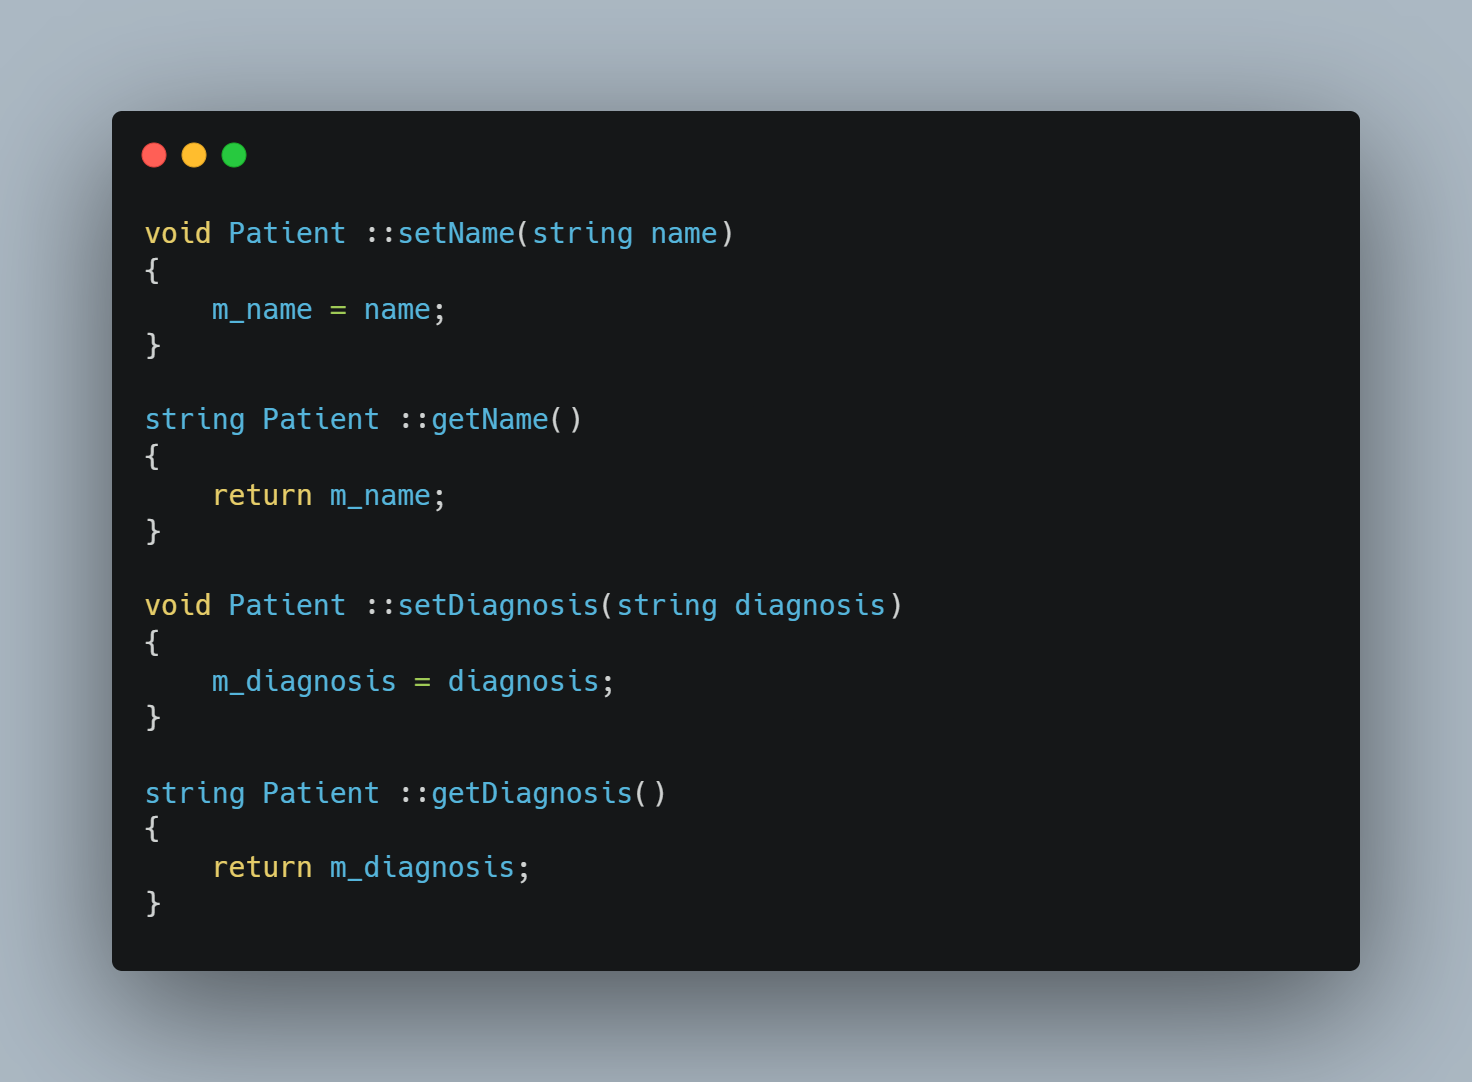 void Patient ::setName(string name)
{
    m_name = name;
}

string Patient ::getName()
{
    return m_name;
}

void Patient ::setDiagnosis(string diagnosis)
{
    m_diagnosis = diagnosis;
}

string Patient ::getDiagnosis()
{
    return m_diagnosis;
}